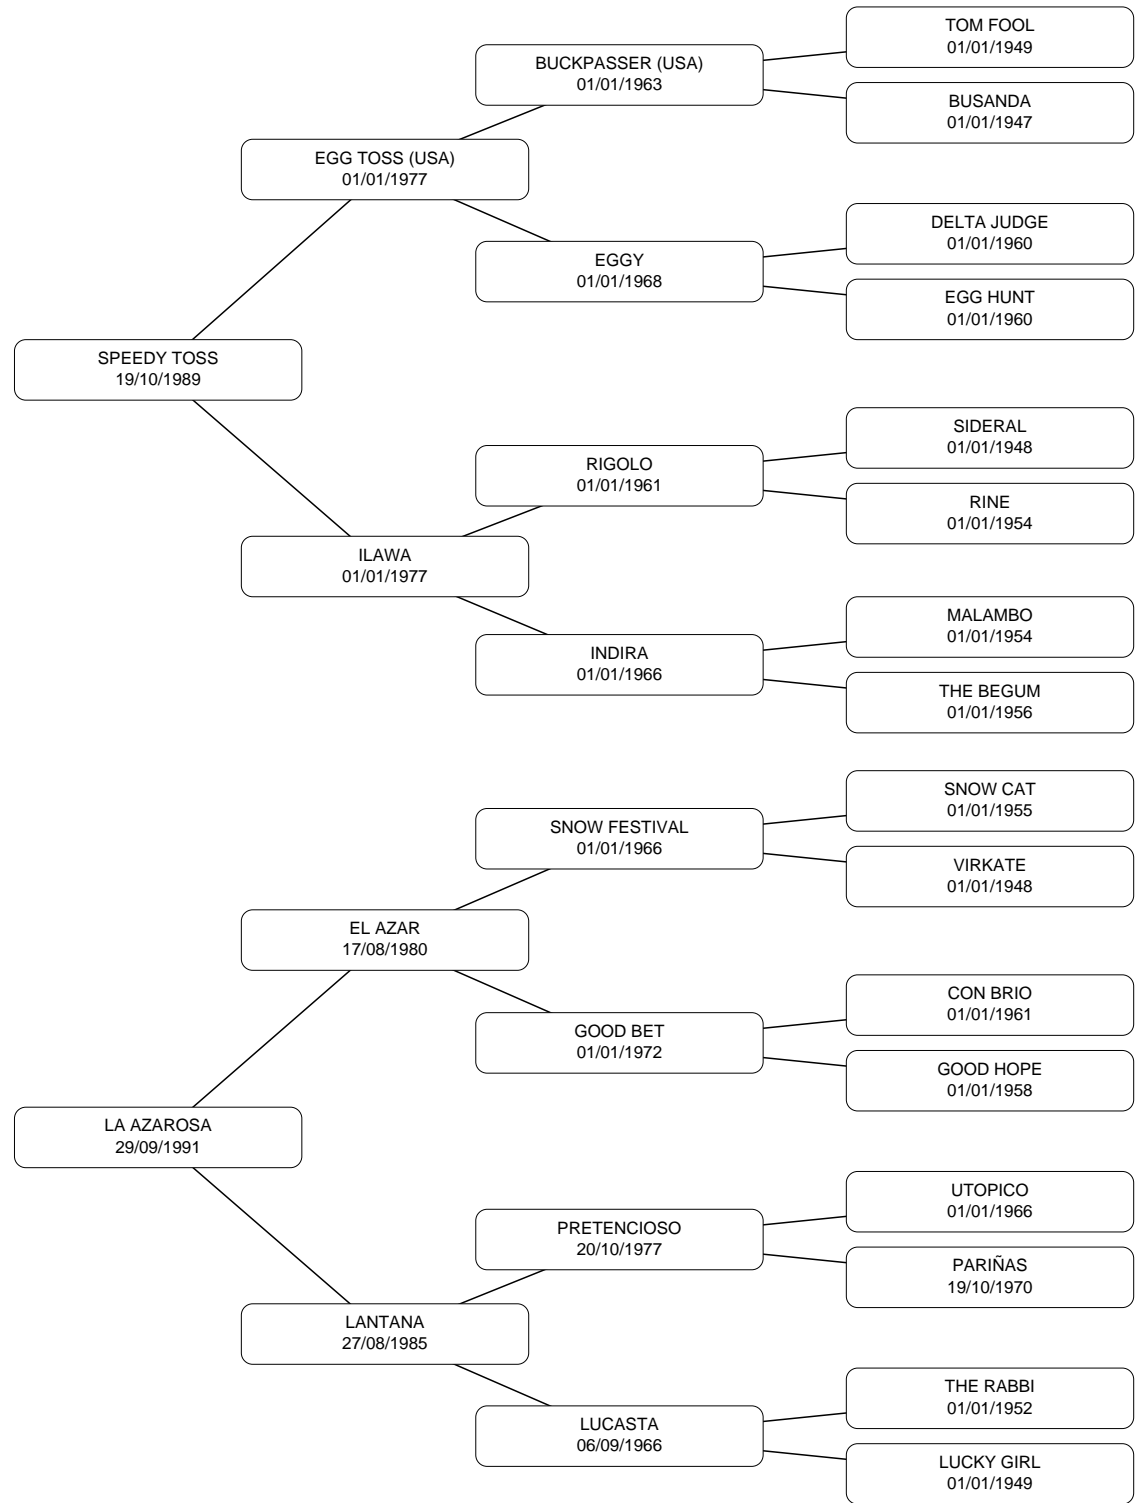 TOM FOOL
01/01/1949
BUCKPASSER (USA)
01/01/1963
BUSANDA
01/01/1947
EGG TOSS (USA)
01/01/1977
DELTA JUDGE
01/01/1960
EGGY
01/01/1968
EGG HUNT
01/01/1960
SPEEDY TOSS
19/10/1989
SIDERAL
01/01/1948
RIGOLO
01/01/1961
RINE
01/01/1954
ILAWA
01/01/1977
MALAMBO
01/01/1954
INDIRA
01/01/1966
THE BEGUM
01/01/1956
SNOW CAT
01/01/1955
SNOW FESTIVAL
01/01/1966
VIRKATE
01/01/1948
EL AZAR
17/08/1980
CON BRIO
01/01/1961
GOOD BET
01/01/1972
GOOD HOPE
01/01/1958
LA AZAROSA
29/09/1991
UTOPICO
01/01/1966
PRETENCIOSO
20/10/1977
PARIÑAS
19/10/1970
LANTANA
27/08/1985
THE RABBI
01/01/1952
LUCASTA
06/09/1966
LUCKY GIRL
01/01/1949